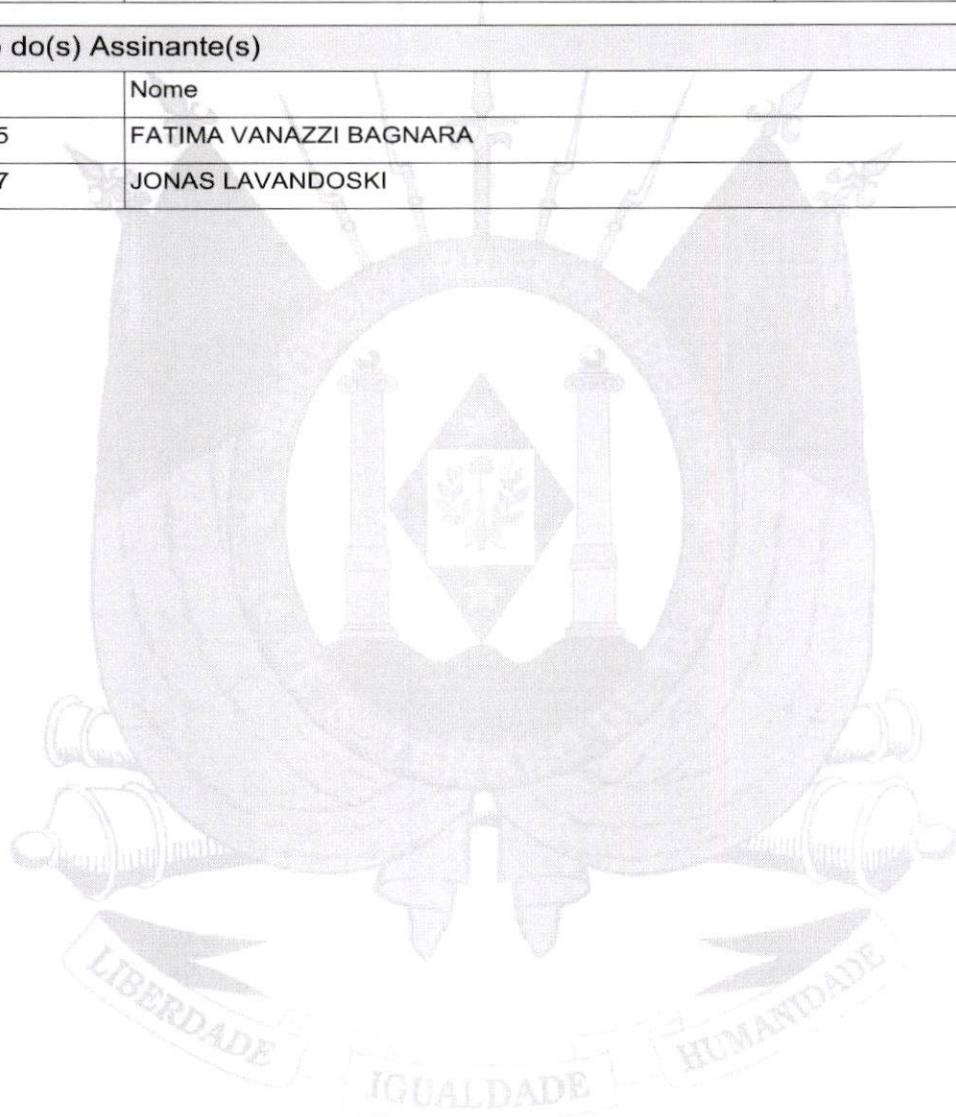 do(s) Assinante(s)
Nome
5 FATIMA VANAZZI BAGNARA
7 JONAS LAVANDOSKI
LIBERDADE IGUALDADE HUMANIDADE